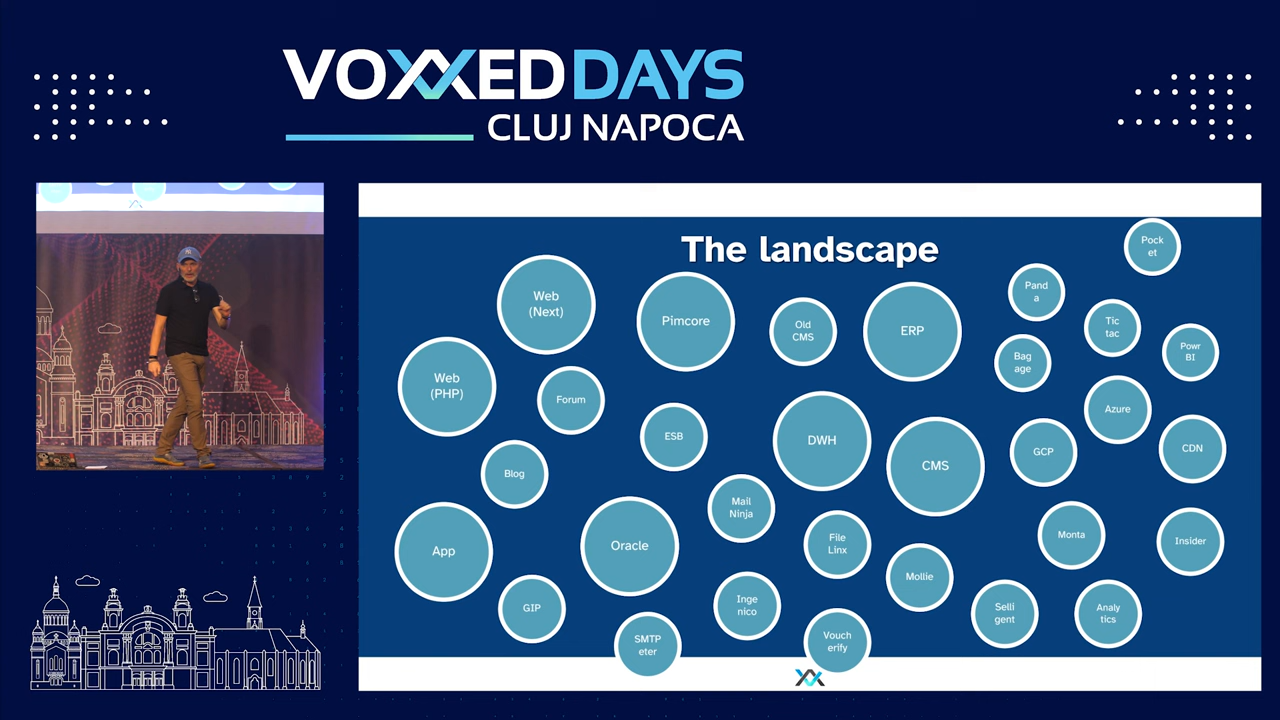 VOXXED DAYS
CLUJ NAPOCA
The landscape
Pock
et
Web
(Next)
Pimcore
Old
CMS
ERP
Pand
a
Tic
tac
Powr
BI
Bag
age
Web
(PHP)
Forum
ESB
DWH
CMS
Azure
GCP
CDN
Blog
Mail
Ninja
App
Oracle
File
Linx
Monta
Insider
Mollie
GIP
Inge
nico
Selli
gent
Analy
tics
SMTP
eter
Vouch
erify